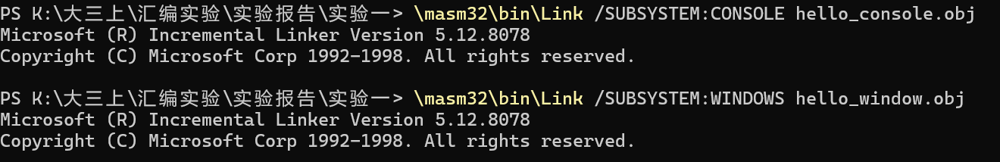 PS K:\大三上\汇编实验\实验报告\实验一> \masm32\bin\Link /SUBSYSTEM:CONSOLE hello_console.obj
Microsoft (R) Incremental Linker Version 5.12.8078
Copyright (C) Microsoft Corp 1992-1998. All rights reserved.
PS K:\大三上\汇编实验\实验报告\实验一> \masm32\bin\Link /SUBSYSTEM:WINDOWS hello_window.obj
Microsoft (R) Incremental Linker Version 5.12.8078
Copyright (C) Microsoft Corp 1992-1998. All rights reserved.